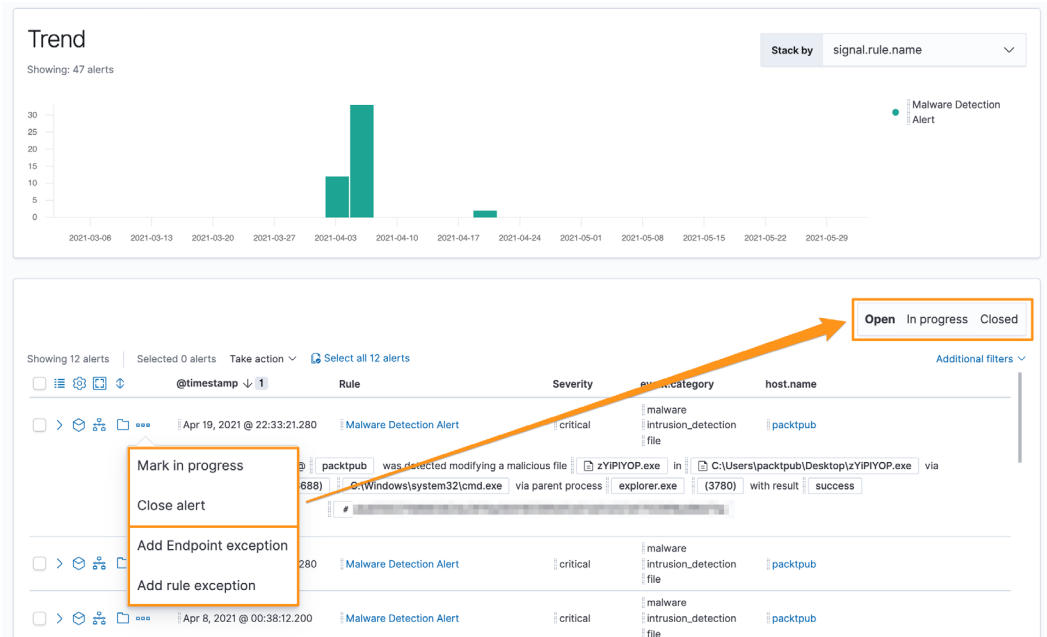 Trend
Stack by signal.rule.name
Showing: 47 alerts
Malware Detection
Alert
30
25
20
15
10
5
0
2021-03-06 2021-03-13 2021-03-20 2021-03-27 2021-04-03 2021-04-10 2021-04-17 2021-04-24 2021-05-01 2021-05-08 2021-05-15 2021-05-22 2021-05-29
Open In progress Closed
Showing 12 alerts Selected 0 alerts Take action Select all 12 alerts Additional filters
@timestamp 1 Rule Severity event.category host.name
malware
Apr 19, 2021 @ 22:33:21.280 Malware Detection Alert critical intrusion_detection packtpub
file
Mark in progress
@ packtpub was detected modifying a malicious file zYiPIYOP.exe in C:\Users\packtpub\Desktop\zYiPIYOP.exe via
688) C:\Windows\system32\cmd.exe via parent process explorer.exe (3780) with result success
Close alert
#
Add Endpoint exception
malware
280 Malware Detection Alert critical intrusion_detection packtpub
file
Add rule exception
malware
Apr 8, 2021 @ 00:38:12.200 Malware Detection Alert critical intrusion_detection packtpub
file